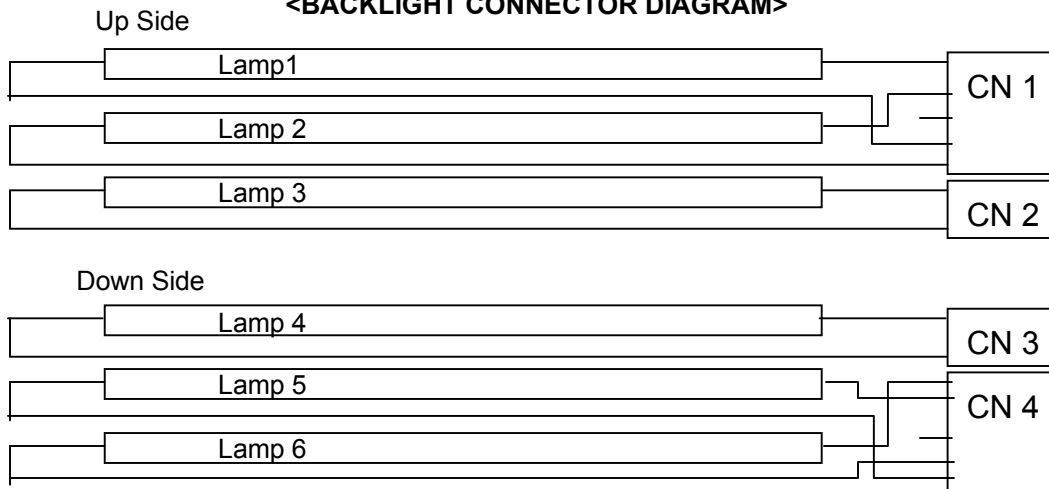 <BACKLIGHT CONNECTOR DIAGRAM>
Up Side
Lamp1
CN 1
Lamp 2
Lamp 3
CN 2
Down Side
Lamp 4
CN 3
Lamp 5
CN 4
Lamp 6